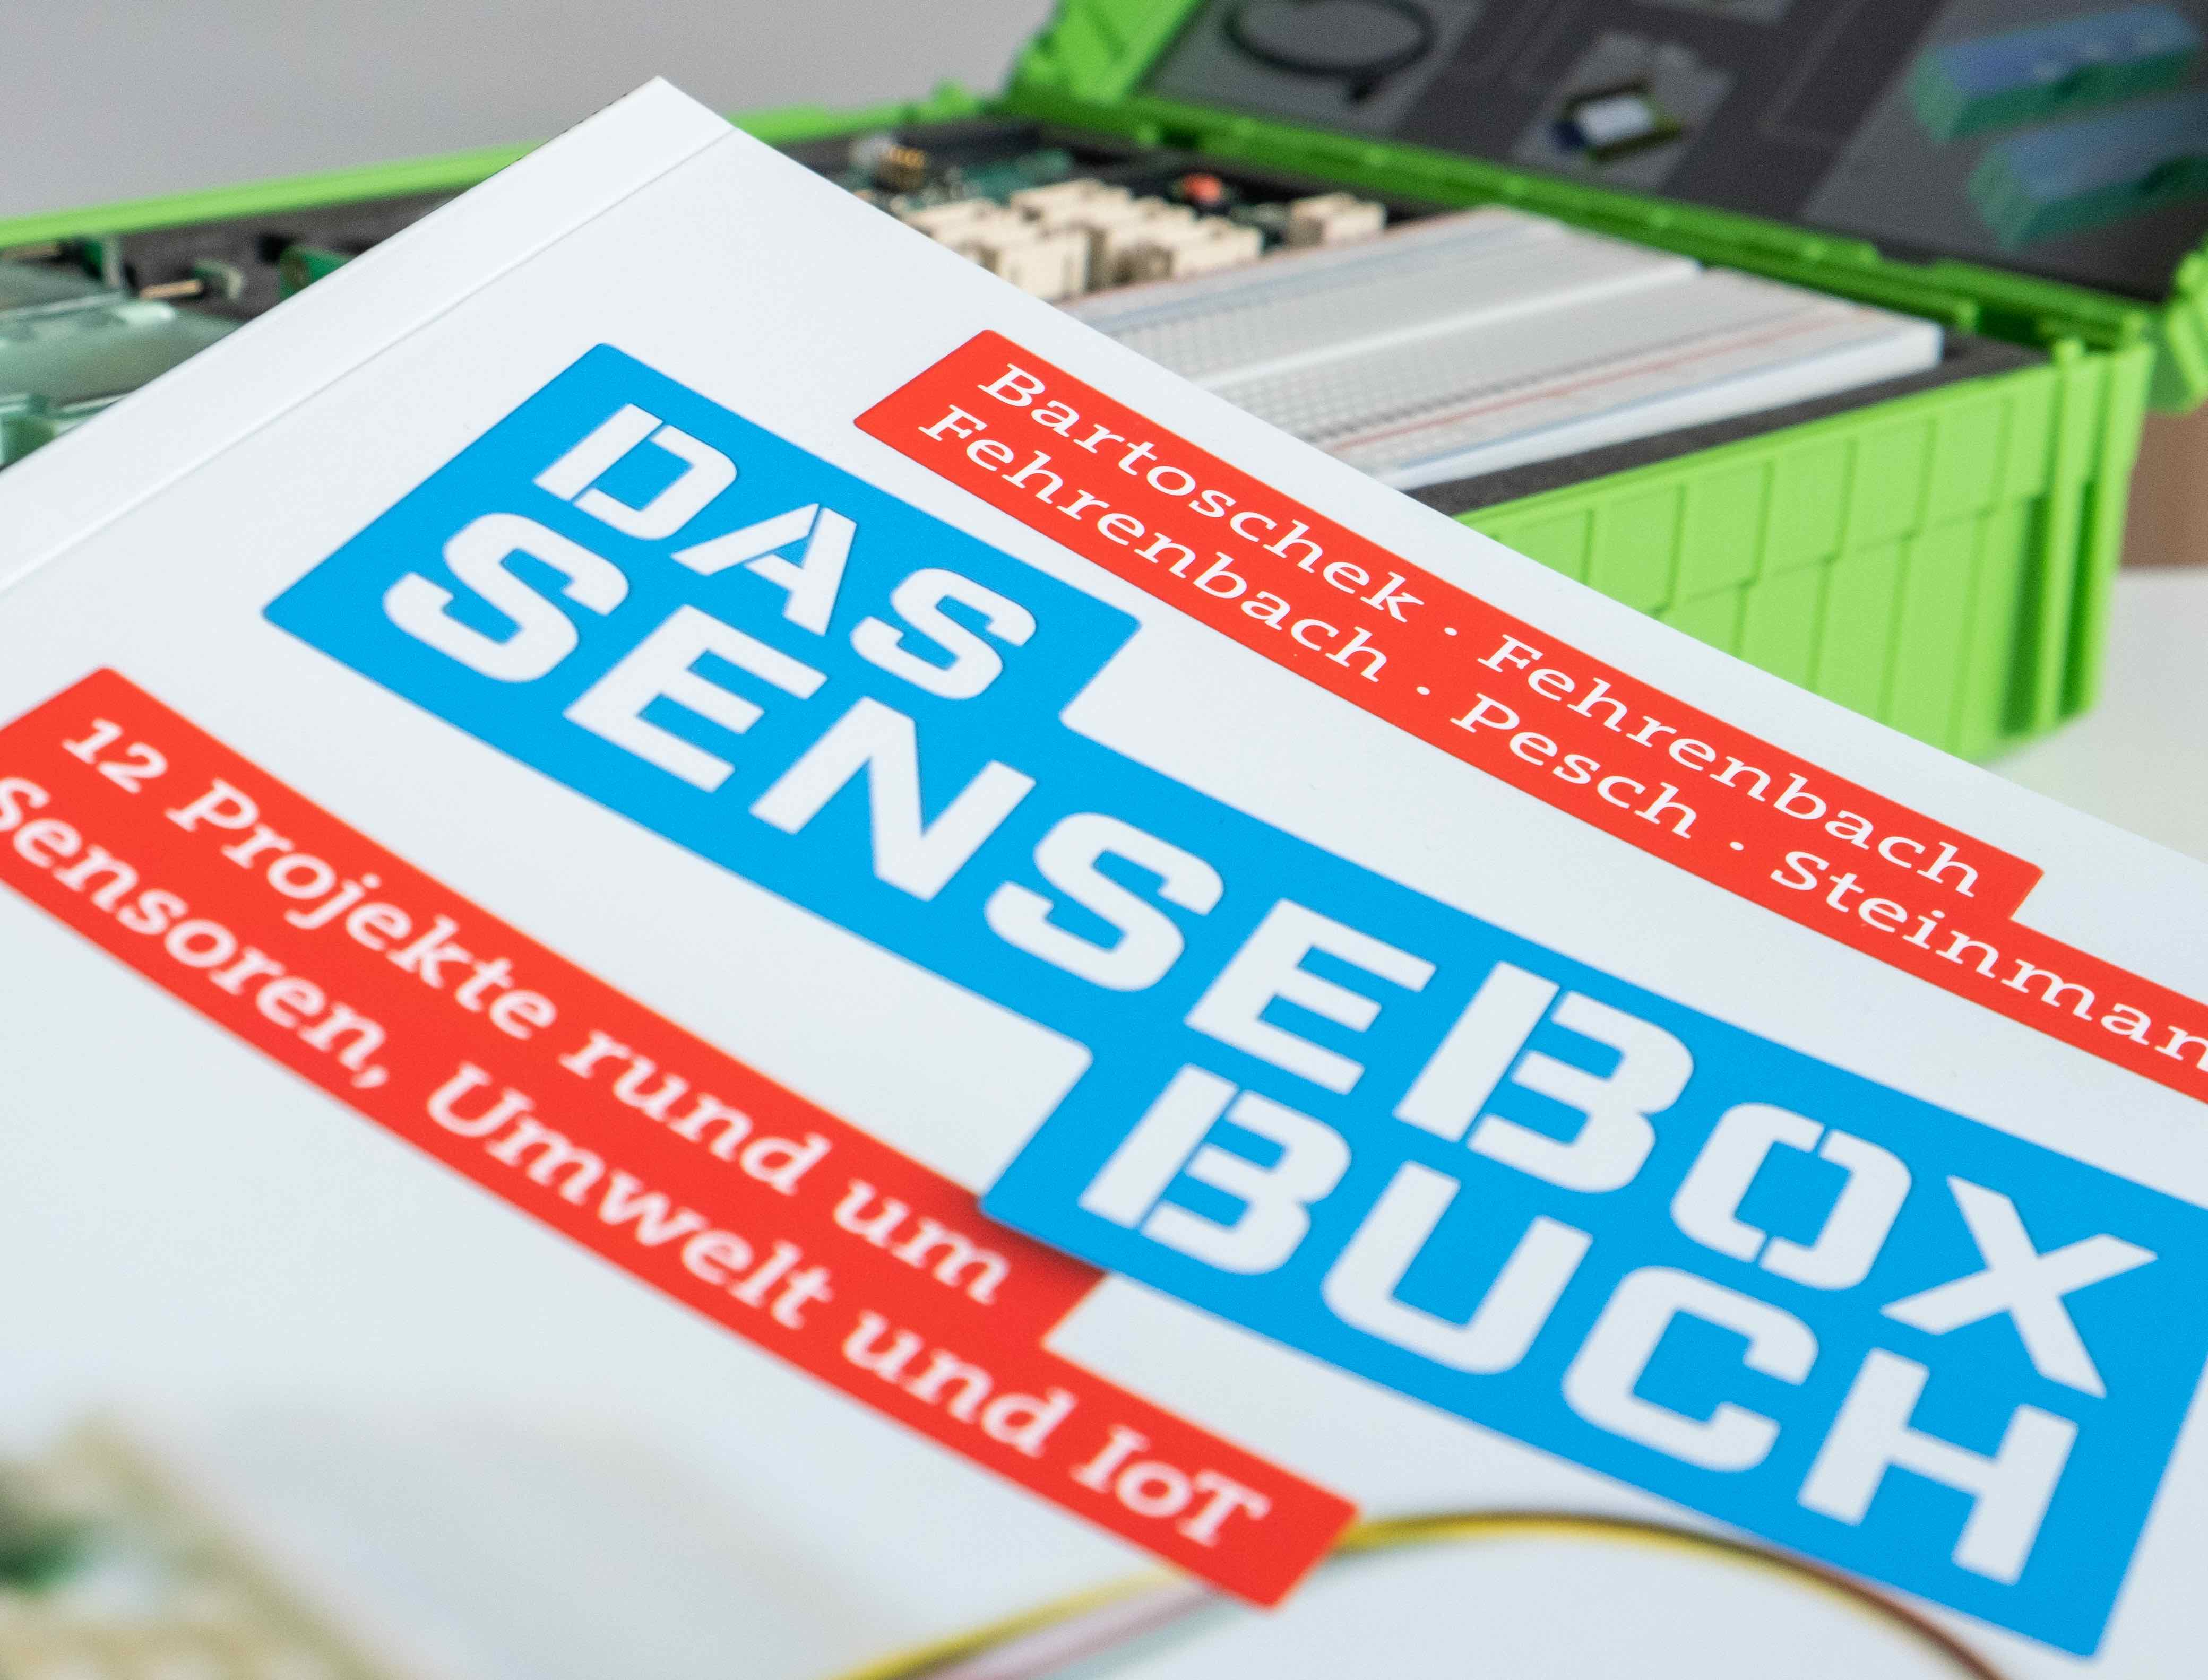 Bartoschek · Fehrenbach
Fehrenbach · Pesch · Steinman
DAS
SENSEBOX
BUCH
12 Projekte rund um
Sensoren, Umwelt und IoT